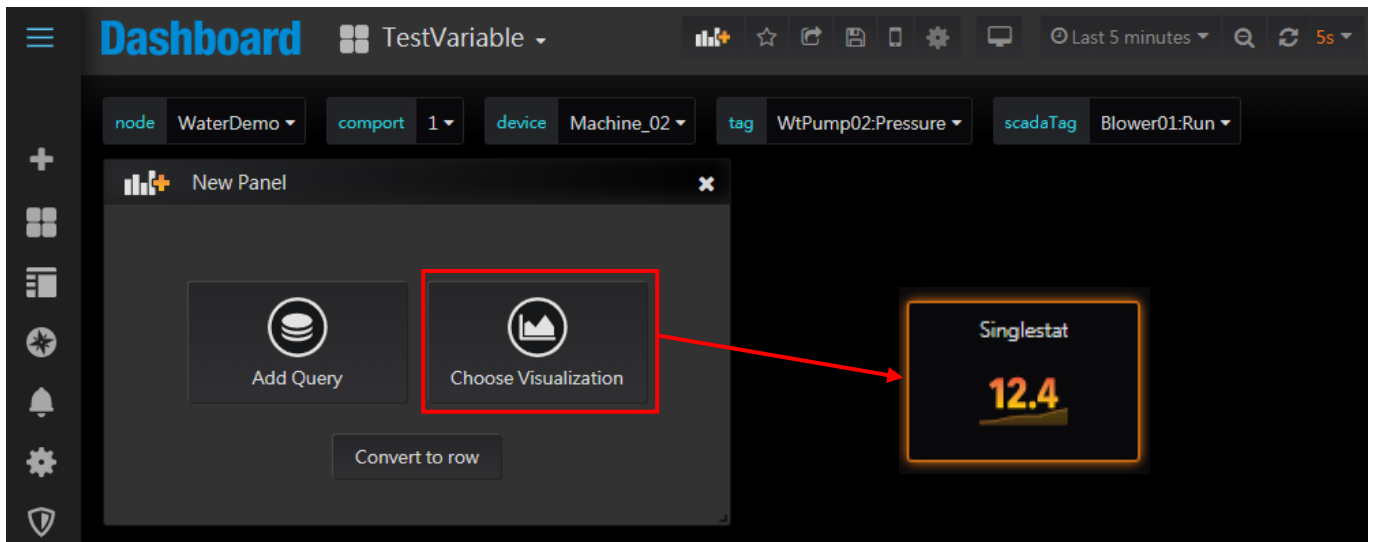 Dashboard TestVariable Last 5 minutes 5s
node WaterDemo comport 1 device Machine_02 tag WtPump02:Pressure scadaTag Blower01:Run
New Panel
Singlestat
Add Query Choose Visualization
12.4
Convert to row